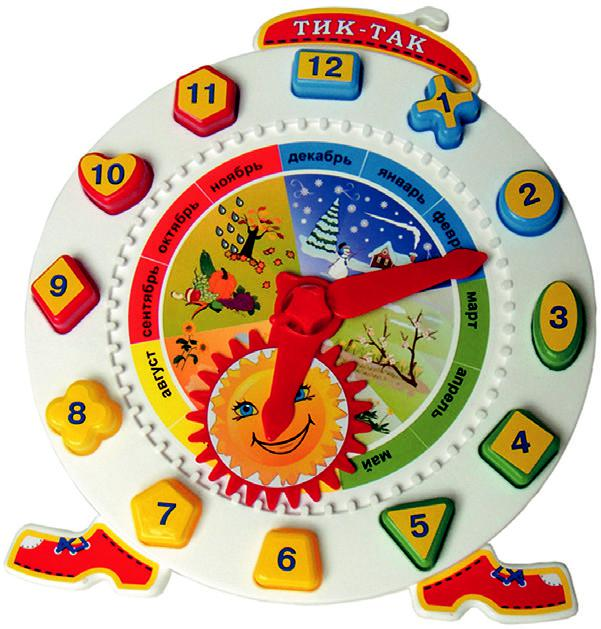 ТИК-ТАК
12
1
2
3
4
5
6
7
8
9
10
11
декабрь
январь
февр
март
апрель
май
август
сентябрь
октябрь
ноябрь